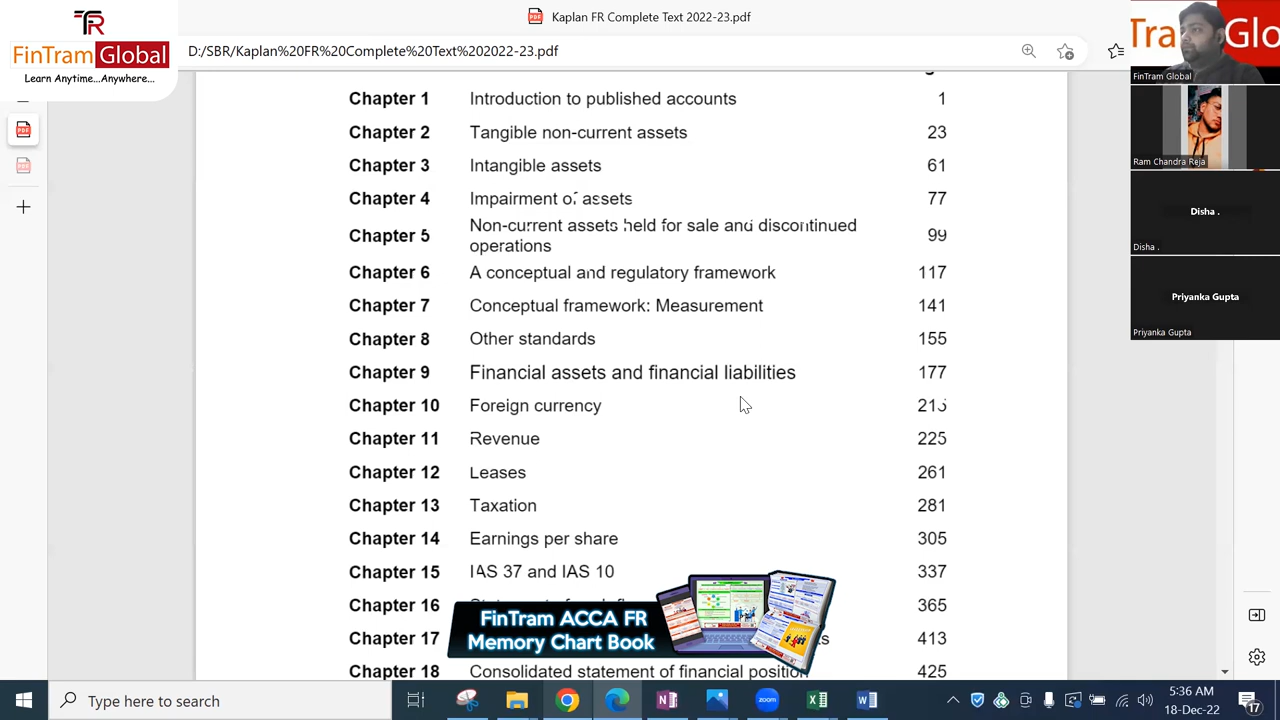 Kaplan FR Complete Text 2022-23.pdf
TR
FinTram Global
Learn Anytime...Anywhere...
D:/SBR/Kaplan%20FR%20Complete%20Text%202022-23.pdf
Chapter 1 Introduction to published accounts 1
Chapter 2 Tangible non-current assets 23
Chapter 3 Intangible assets 61
Chapter 4 Impairment of assets 77
Chapter 5 Non-current assets held for sale and discontinued operations 99
Chapter 6 A conceptual and regulatory framework 117
Chapter 7 Conceptual framework: Measurement 141
Chapter 8 Other standards 155
Chapter 9 Financial assets and financial liabilities 177
Chapter 10 Foreign currency 215
Chapter 11 Revenue 225
Chapter 12 Leases 261
Chapter 13 Taxation 281
Chapter 14 Earnings per share 305
Chapter 15 IAS 37 and IAS 10 337
Chapter 16 365
Chapter 17 413
Chapter 18 Consolidated statement of financial position 425
FinTram ACCA FR
Memory Chart Book
Tra Glo
FinTram Global
Ram Chandra Reja
Disha .
Disha .
Priyanka Gupta
Priyanka Gupta
Type here to search
5:36 AM
18-Dec-22
17